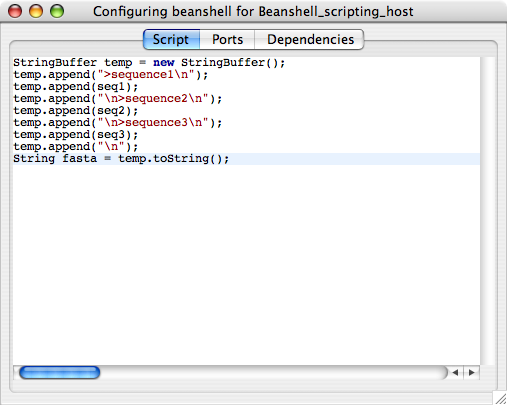 Configuring beanshell for Beanshell_scripting_host
Script Ports Dependencies
StringBuffer temp = new StringBuffer();
temp.append(">sequence1\n");
temp.append(seq1);
temp.append("\n>sequence2\n");
temp.append(seq2);
temp.append("\n>sequence3\n");
temp.append(seq3);
temp.append("\n");
String fasta = temp.toString();